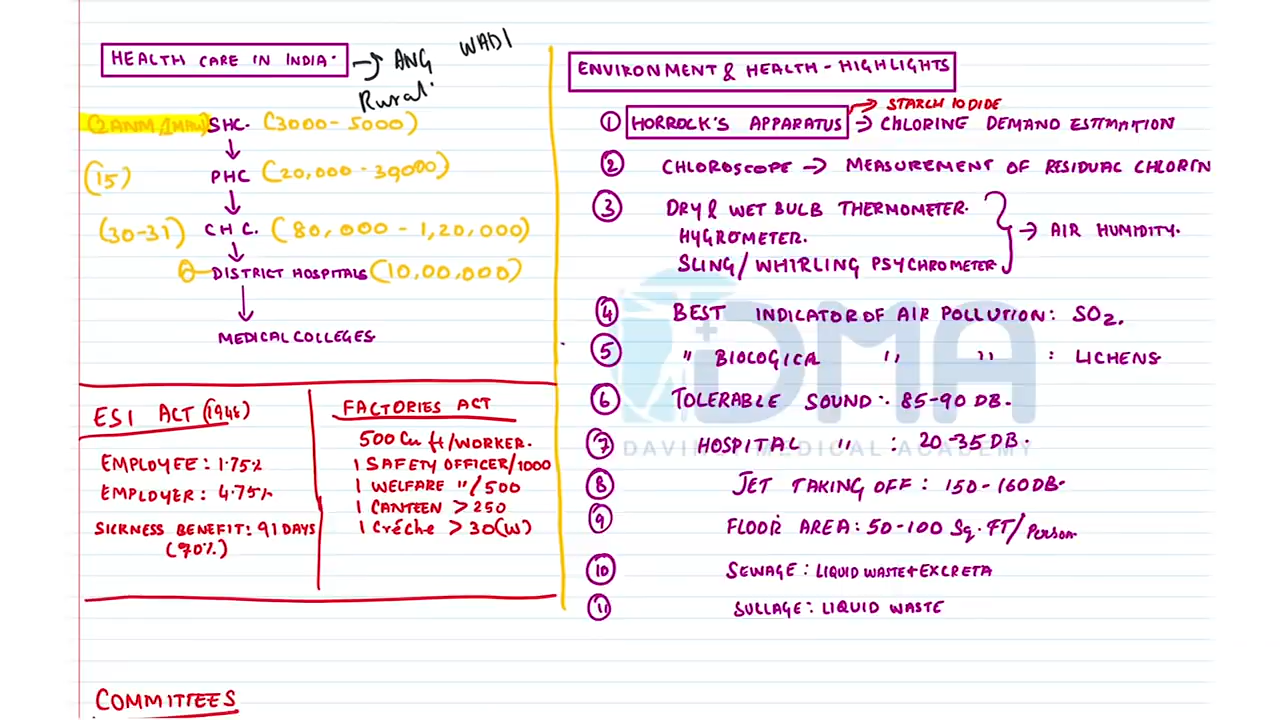 HEALTH CARE IN INDIA. → ANG WADI
Rural.
(2 ANM/1MAW) SHC. (3000-5000)
(15) PHC (20,000-30,000)
(30-31) CHC. (80,000-1,20,000)
DISTRICT HOSPITALS (10,00,000)
MEDICAL COLLEGES
ESI ACT (1948)
EMPLOYEE: 1.75%
EMPLOYER: 4.75%
SICKNESS BENEFIT: 91 DAYS
(70%)
FACTORIES ACT
500 Cu ft/WORKER.
1 SAFETY OFFICER/1000
1 WELFARE "/500
1 CANTEEN > 250
1 Créche > 30(W)
COMMITTEES
ENVIRONMENT & HEALTH-HIGHLIGHTS
→ STARCH IODIDE
① HORROCK'S APPARATUS → CHLORINE DEMAND ESTIMATION
② CHLOROSCOPE → MEASUREMENT OF RESIDUAL CHLORIN
③ DRY & WET BULB THERMOMETER.
HYGROMETER. → AIR HUMIDITY.
SLING/WHIRLING PSYCHROMETER
④ BEST INDICATOR OF AIR POLLUTION: SO2.
⑤ " BIOLOGICAL " " : LICHENS
⑥ TOLERABLE SOUND: 85-90 DB.
⑦ HOSPITAL " : 20-35 DB.
⑧ JET TAKING OFF: 150-160 DB.
⑨ FLOOR AREA: 50-100 Sq.FT/Person
⑩ SEWAGE: LIQUID WASTE + EXCRETA
⑪ SULLAGE: LIQUID WASTE
DMA
DAVIN MEDICAL ACADEMY